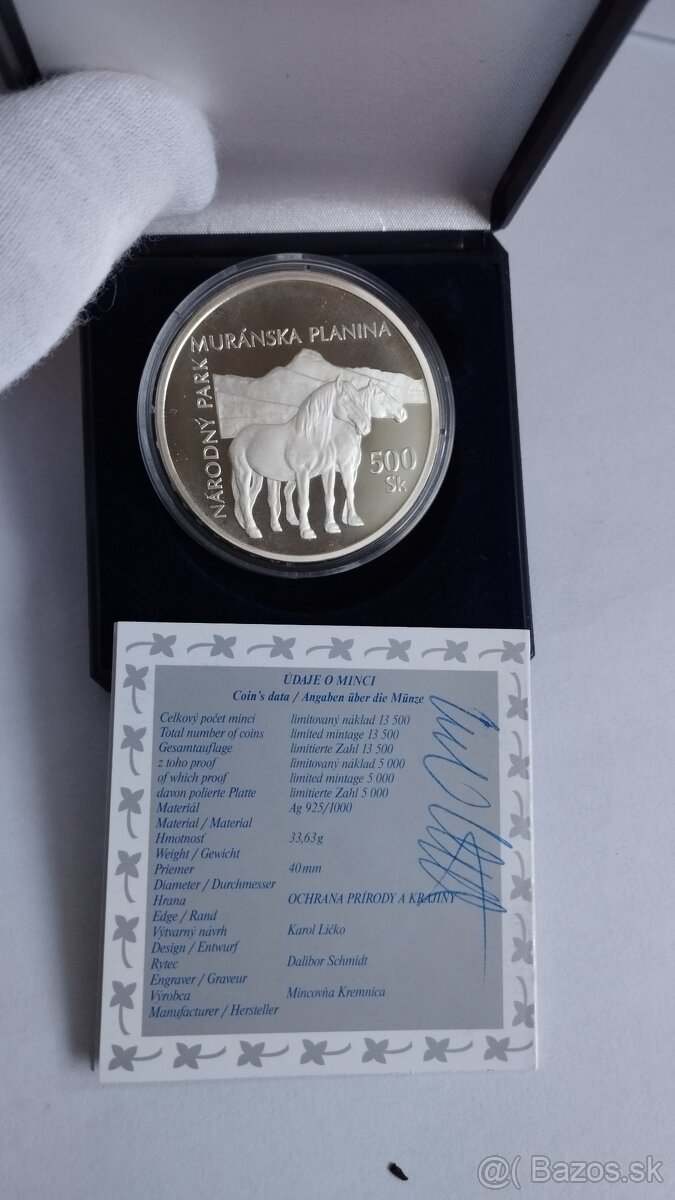 NÁRODNÝ PARK
MURÁNSKA PLANINA
500
Sk
ÚDAJE O MINCI
Coin's data / Angaben über die Münze
Celkový počet mincí limitovaný náklad 13 500
Total number of coins limited mintage 13 500
Gesamtauflage limitierte Zahl 13 500
z toho proof limitovaný náklad 5 000
of which proof limited mintage 5 000
davon polierte Platte limitierte Zahl 5 000
Materiál Ag 925/1000
Material / Material
Hmotnosť 33,63 g
Weight / Gewicht
Priemer 40 mm
Diameter / Durchmesser
Hrana OCHRANA PRÍRODY A KRAJINY
Edge / Rand
Výtvarný návrh Karol Ličko
Design / Entwurf
Rytec Dalibor Schmidt
Engraver / Graveur
Výrobca Mincovňa Kremnica
Manufacturer / Hersteller
@( Bazos.sk